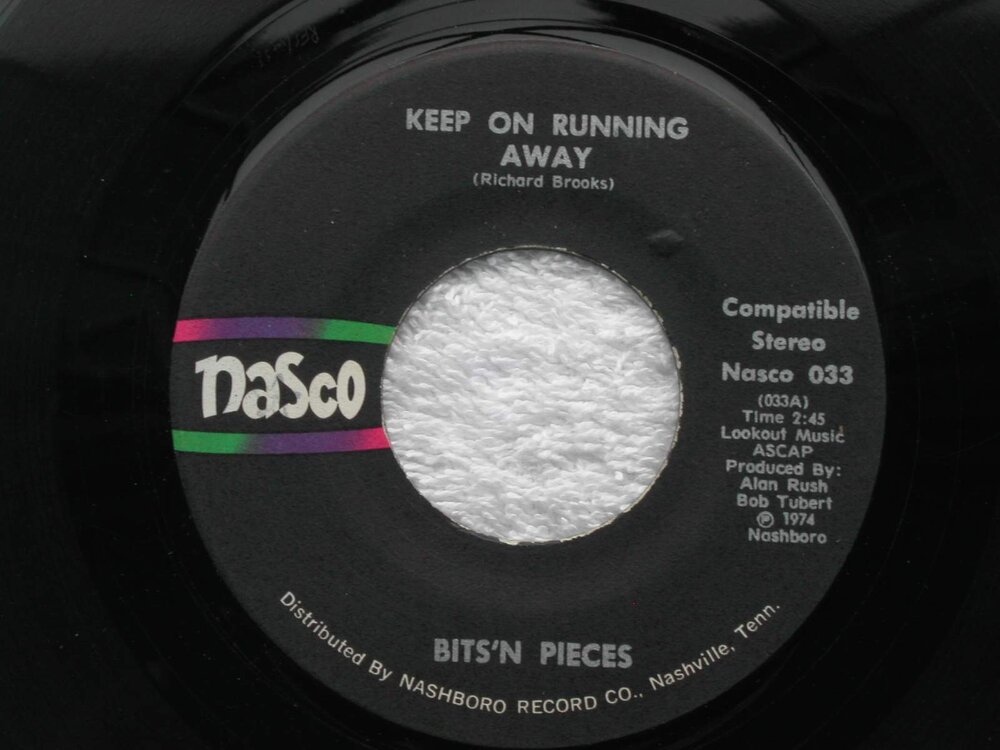 KEEP ON RUNNING
AWAY
(Richard Brooks)
nasco
Compatible
Stereo
Nasco 033
(033A)
Time 2:45
Lookout Music
ASCAP
Produced By:
Alan Rush
Bob Tubert
℗ 1974
Nashboro
BITS'N PIECES
Distributed By NASHBORO RECORD CO., Nashville, Tenn.